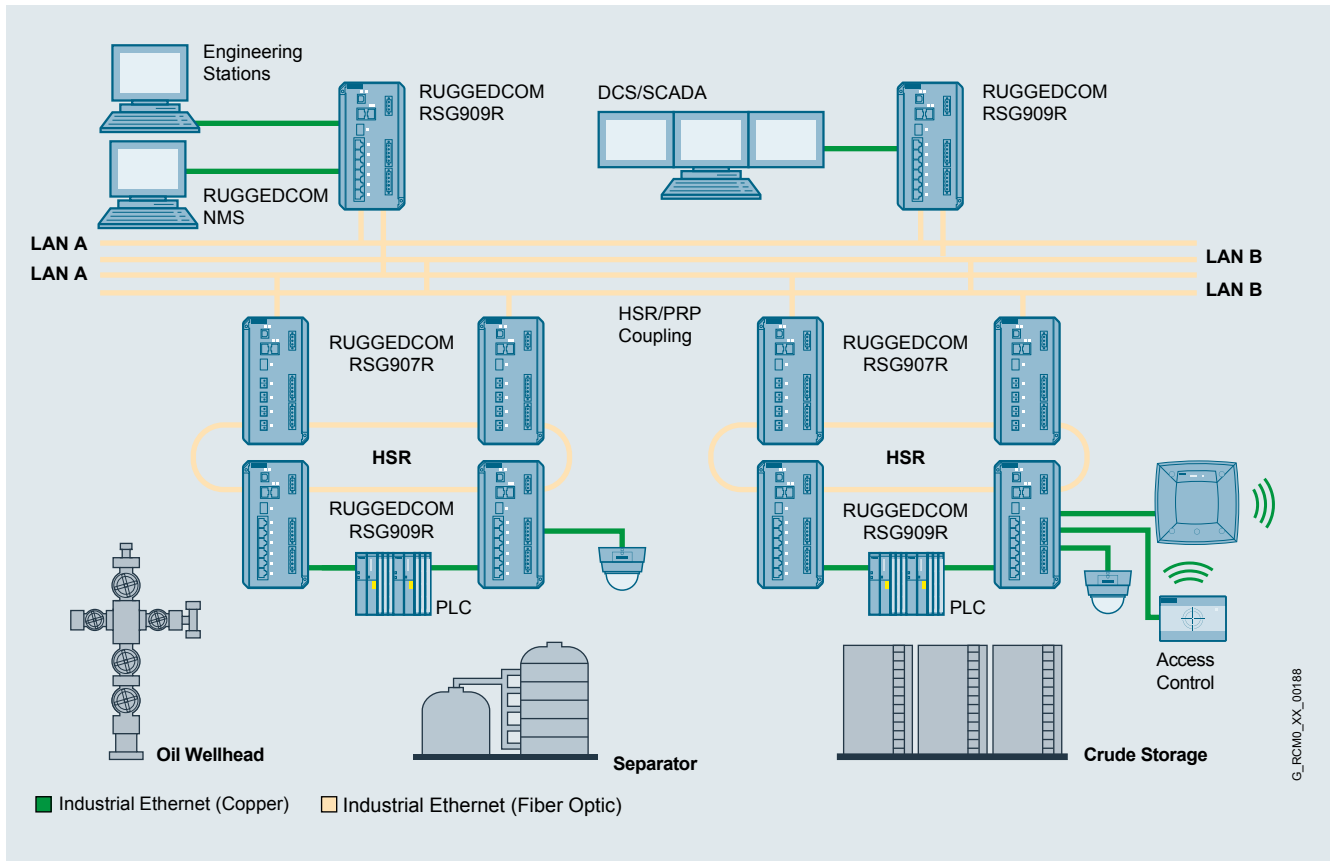 Engineering
Stations
RUGGEDCOM
RSG909R
DCS/SCADA
RUGGEDCOM
RSG909R
RUGGEDCOM
NMS
LAN A
LAN B
LAN A
LAN B
HSR/PRP
Coupling
RUGGEDCOM
RSG907R
RUGGEDCOM
RSG907R
HSR
HSR
RUGGEDCOM
RSG909R
RUGGEDCOM
RSG909R
PLC
PLC
Access
Control
Oil Wellhead
Separator
Crude Storage
G_RCM0_XX_00188
Industrial Ethernet (Copper)
Industrial Ethernet (Fiber Optic)